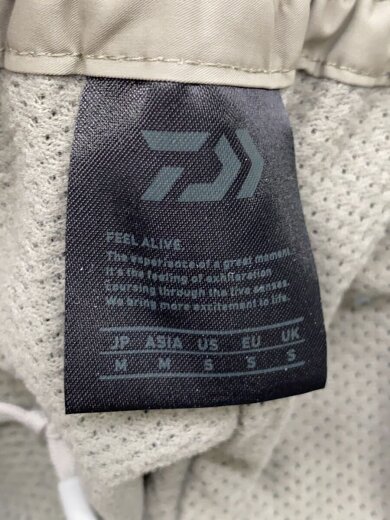 FEEL ALIVE.
The experience of a great moment.
It's the feeling of exhilaration
coursing through the five senses.
We bring more excitement to life.
JP ASIA US EU UK
M M S S S